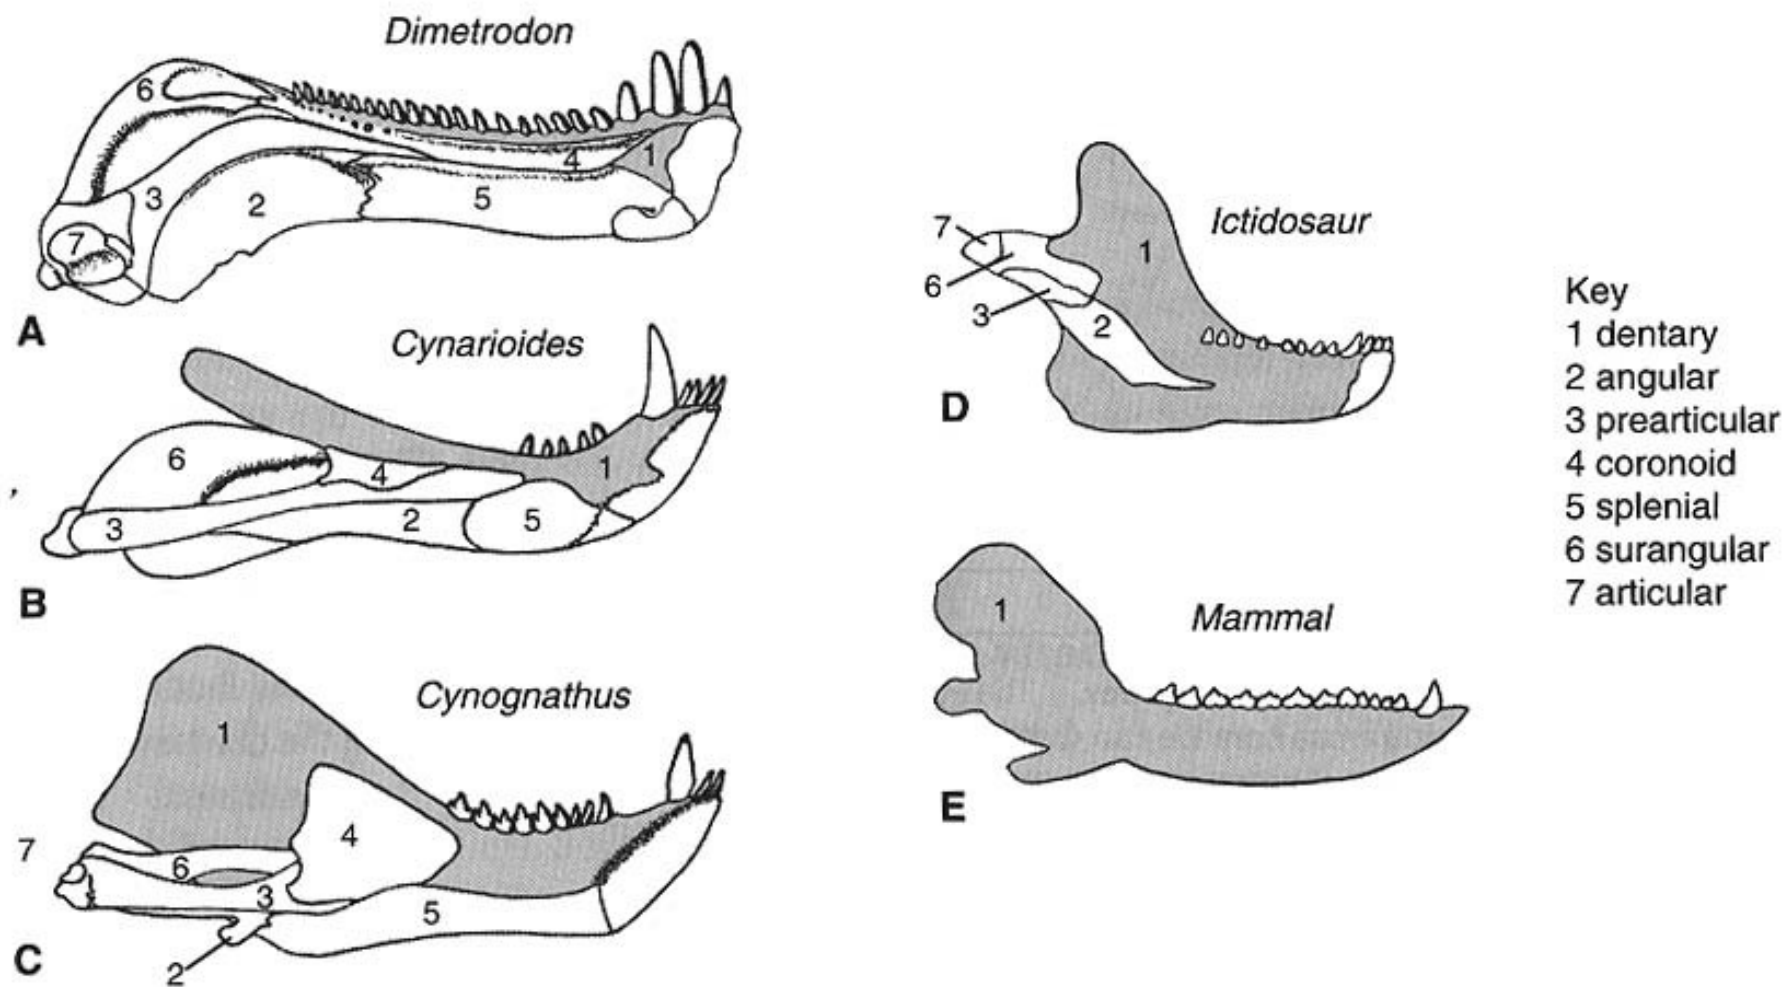 Dimetrodon
6
4
1
3
2
5
7
A
Cynarioides
6
4
1
3
2
5
B
Cynognathus
1
4
7
6
3
5
2
C
Ictidosaur
7
1
6
3
2
D
Mammal
1
E
Key
1 dentary
2 angular
3 prearticular
4 coronoid
5 splenial
6 surangular
7 articular